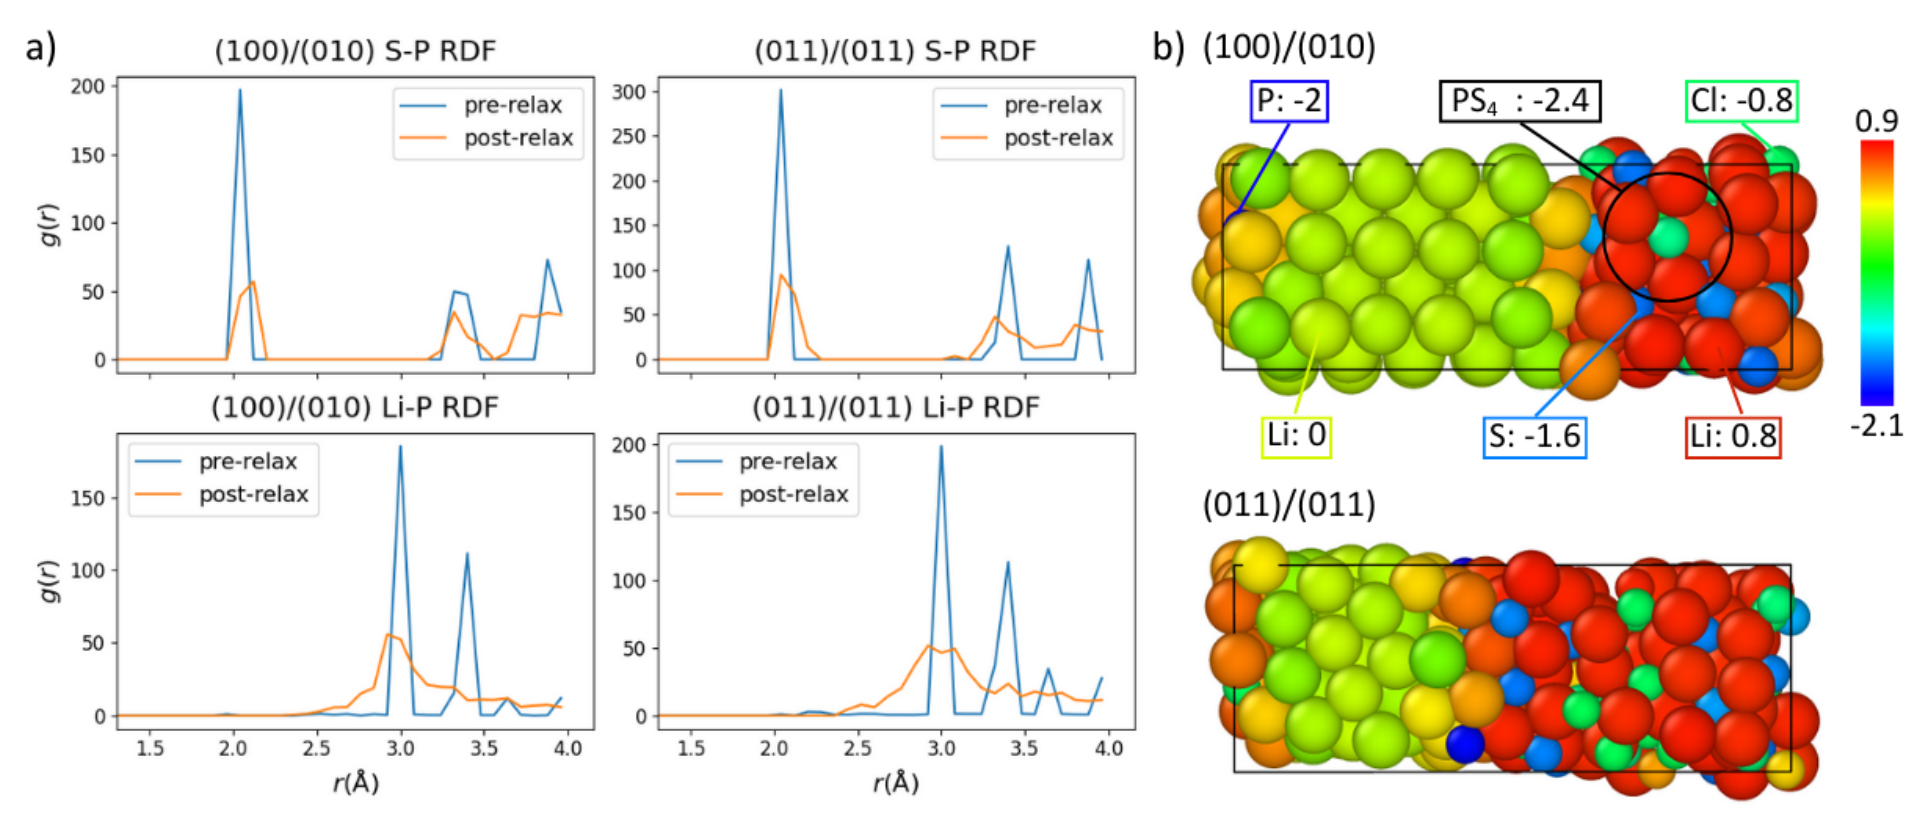 a)
(100)/(010) S-P RDF
200
150
100
50
0
g(r)
pre-relax
post-relax
(011)/(011) S-P RDF
300
250
200
150
100
50
0
pre-relax
post-relax
(100)/(010) Li-P RDF
150
100
50
0
g(r)
pre-relax
post-relax
1.5 2.0 2.5 3.0 3.5 4.0
r(Å)
(011)/(011) Li-P RDF
200
150
100
50
0
pre-relax
post-relax
1.5 2.0 2.5 3.0 3.5 4.0
r(Å)
b) (100)/(010)
P: -2
PS₄ : -2.4
Cl: -0.8
0.9
-2.1
Li: 0
S: -1.6
Li: 0.8
(011)/(011)